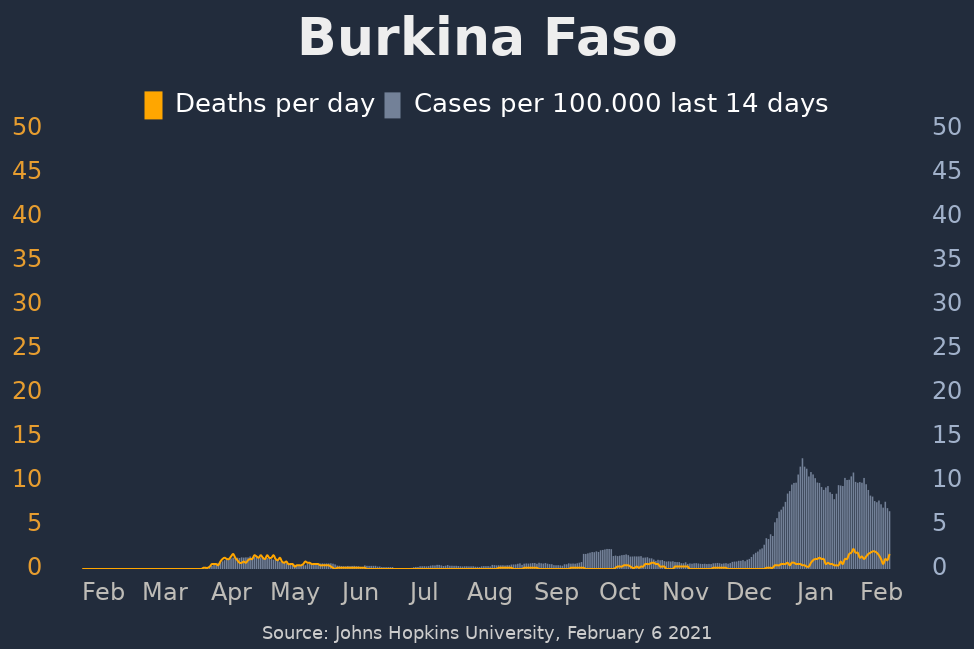 Burkina Faso
Deaths per day Cases per 100.000 last 14 days
50 50
45 45
40 40
35 35
30 30
25 25
20 20
15 15
10 10
5 5
0 0
Feb Mar Apr May Jun Jul Aug Sep Oct Nov Dec Jan Feb
Source: Johns Hopkins University, February 6 2021